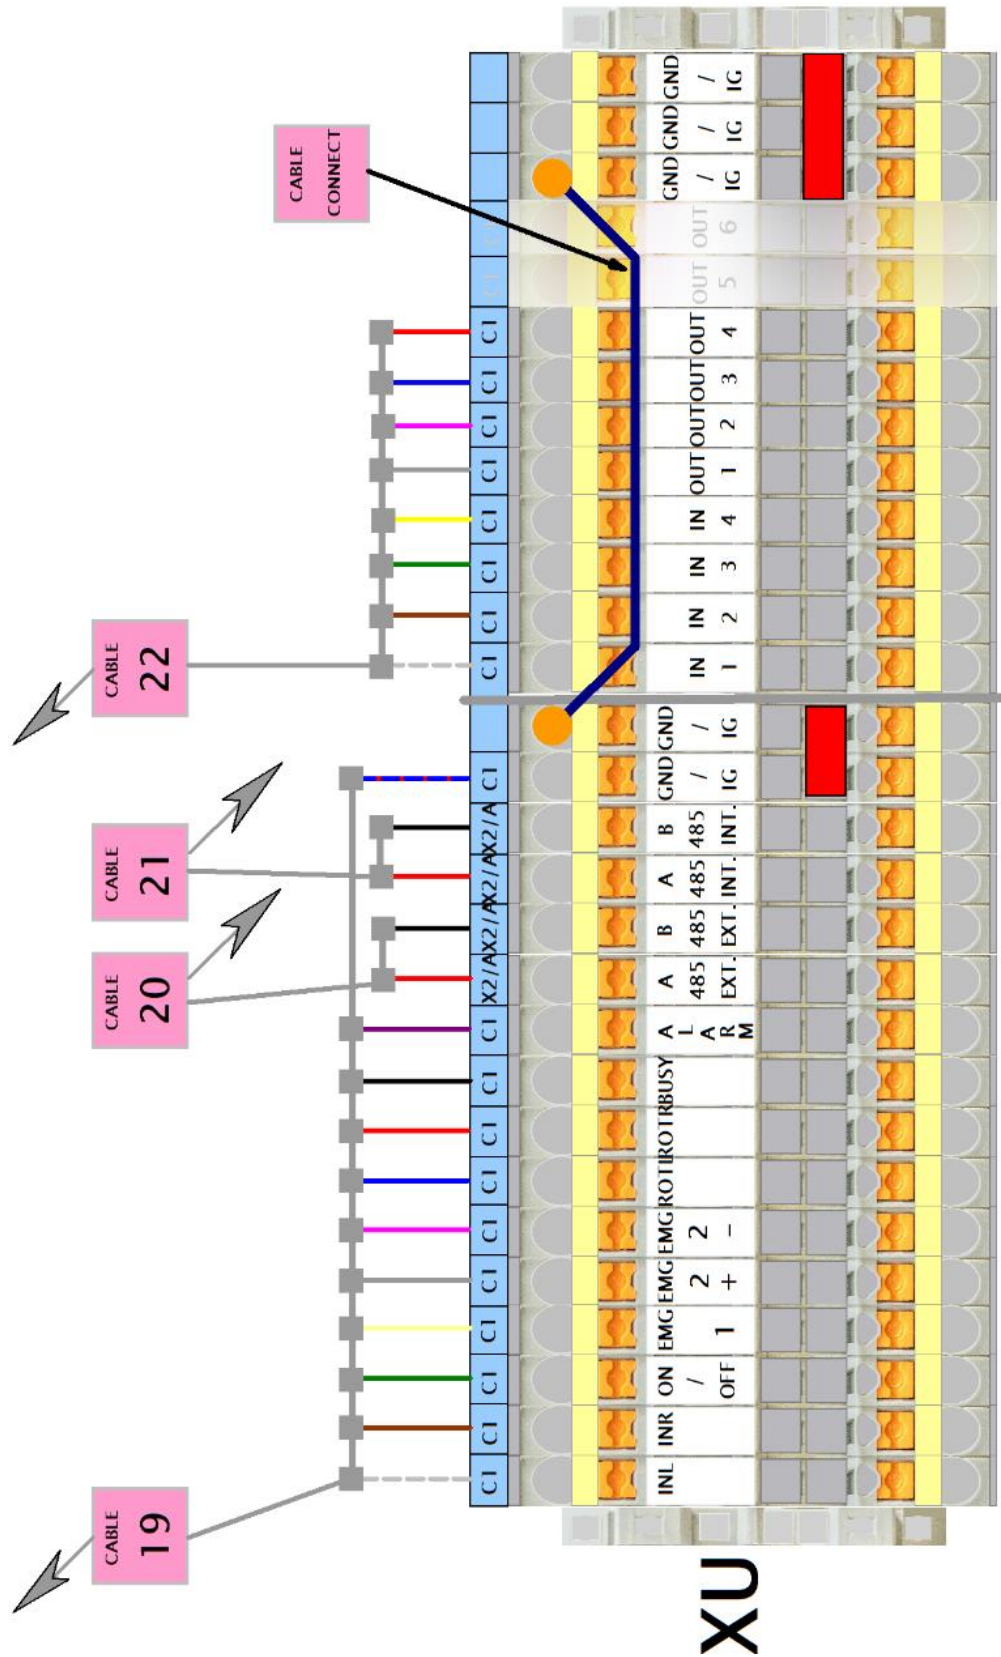 CABLE
19
CABLE
20
CABLE
21
CABLE
22
CABLE
CONNECT
C1 C1 C1 C1 C1 C1 C1 C1 C1 C1 X2/A X2/A X2/A X2/A C1 C1 C1 C1 C1 C1 C1 C1 C1 C1 C1
INL
INR
ON
/
OFF
EMG
1
EMG
2
+
EMG
2
-
ROTL
ROTR
BUSY
A
L
A
R
M
A
485
EXT.
B
485
EXT.
A
485
INT.
B
485
INT.
GND
/
IG
GND
/
IG
IN
1
IN
2
IN
3
IN
4
OUT
1
OUT
2
OUT
3
OUT
4
OUT
5
OUT
6
GND
/
IG
GND
/
IG
GND
/
IG
XU